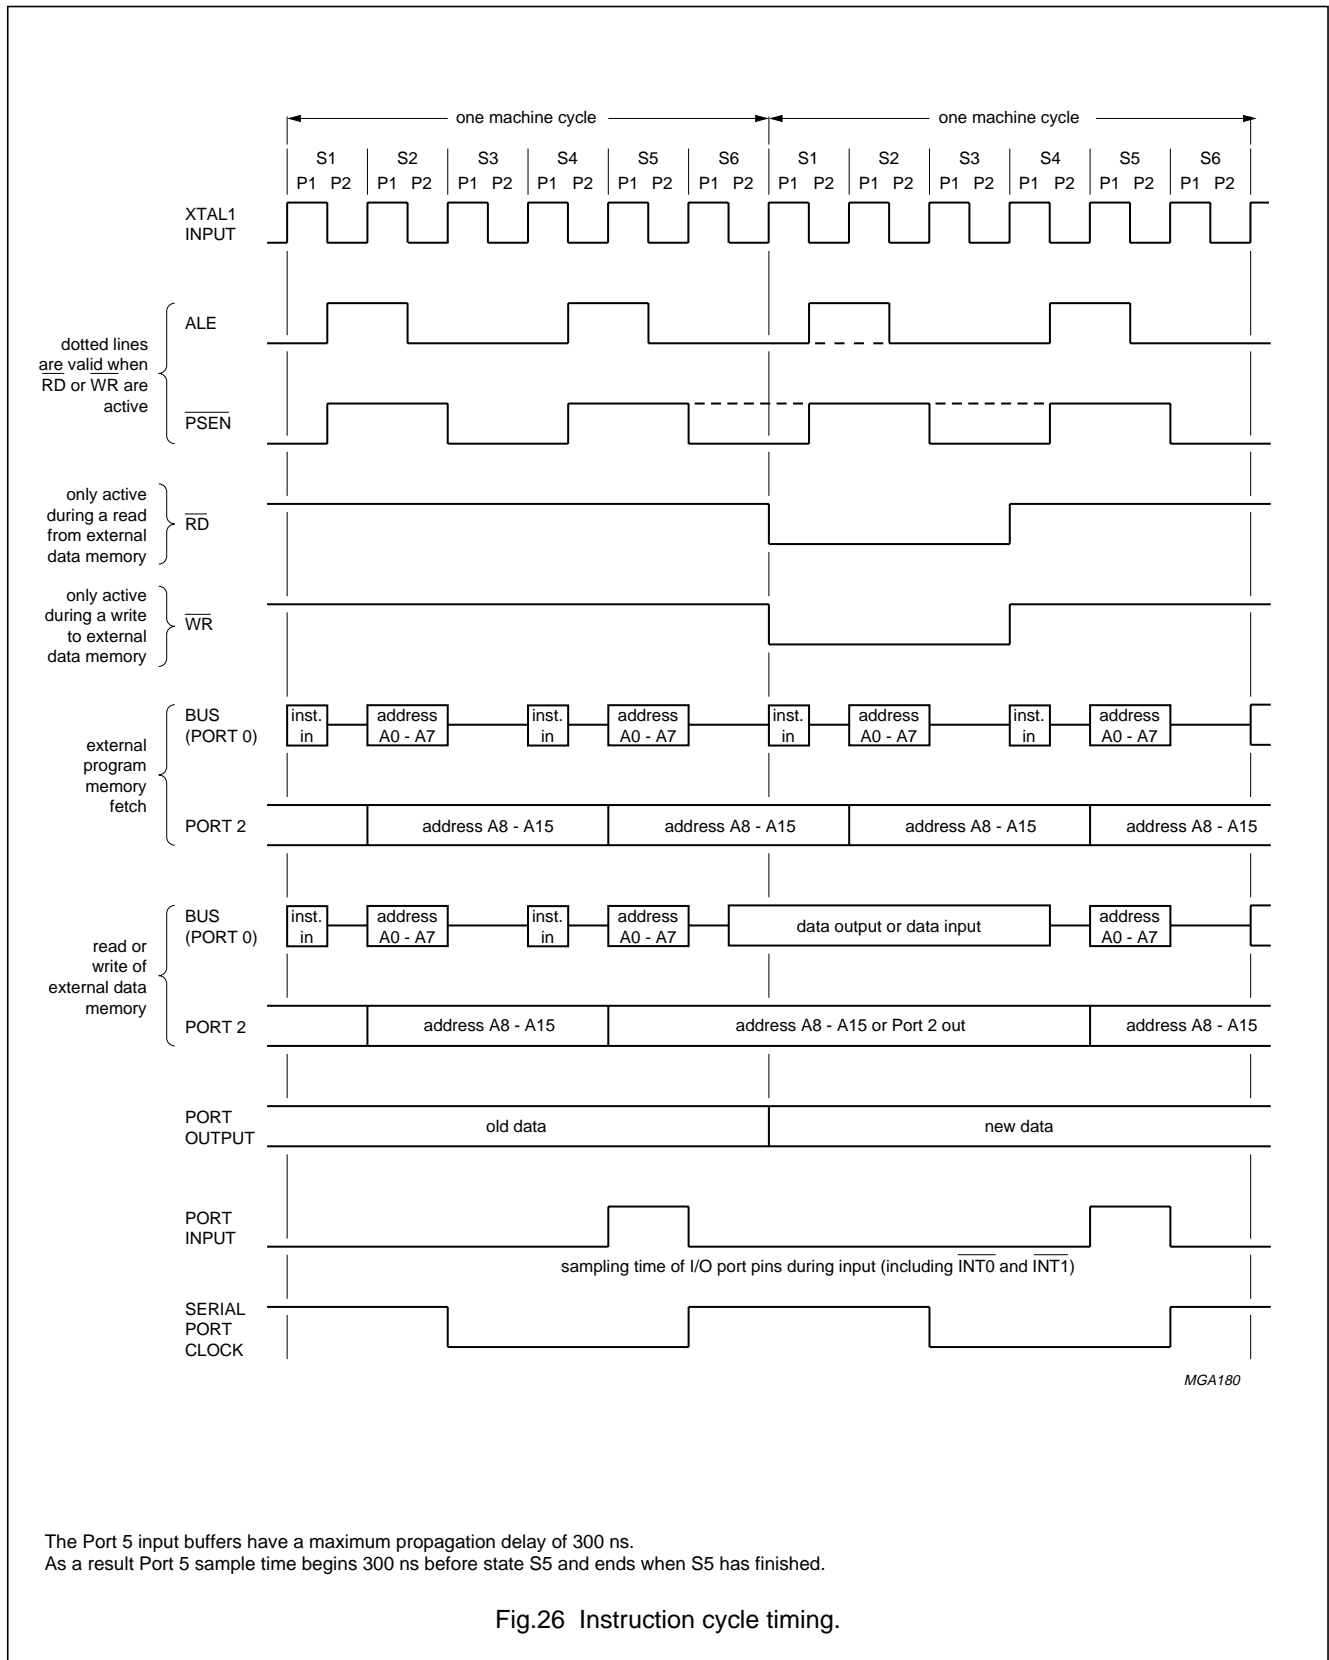 one machine cycle one machine cycle
S1 S2 S3 S4 S5 S6 S1 S2 S3 S4 S5 S6
P1 P2 P1 P2 P1 P2 P1 P2 P1 P2 P1 P2 P1 P2 P1 P2 P1 P2 P1 P2 P1 P2 P1 P2
XTAL1
INPUT
dotted lines
are valid when
RD or WR are
active
ALE
PSEN
only active
during a read
from external
data memory
RD
only active
during a write
to external
data memory
WR
external
program
memory
fetch
BUS
(PORT 0)
inst. address inst. address inst. address inst. address
in A0 - A7 in A0 - A7 in A0 - A7 in A0 - A7
PORT 2
address A8 - A15 address A8 - A15 address A8 - A15 address A8 - A15
read or
write of
external data
memory
BUS
(PORT 0)
inst. address inst. address data output or data input address
in A0 - A7 in A0 - A7 A0 - A7
PORT 2
address A8 - A15 address A8 - A15 or Port 2 out address A8 - A15
PORT
OUTPUT
old data new data
PORT
INPUT
sampling time of I/O port pins during input (including INT0 and INT1)
SERIAL
PORT
CLOCK
MGA180
The Port 5 input buffers have a maximum propagation delay of 300 ns.
As a result Port 5 sample time begins 300 ns before state S5 and ends when S5 has finished.
Fig.26 Instruction cycle timing.